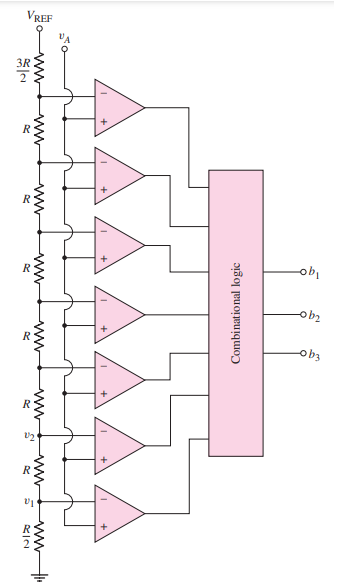 V_REF
v_A
3R/2
−
+
R
−
+
R
−
+
R
−
+
R
−
+
R
v_2
−
+
R
v_1
−
+
R/2
Combinational logic
b_1
b_2
b_3